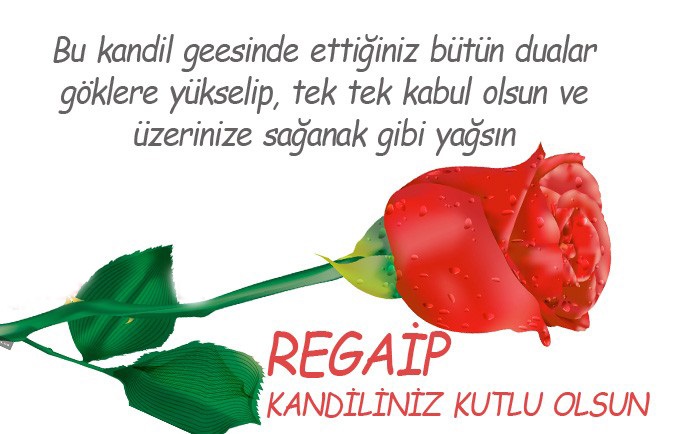 Bu kandil geesinde ettiğiniz bütün dualar
göklere yükselip, tek tek kabul olsun ve
üzerinize sağanak gibi yağsın
REGAİP
KANDİLİNİZ KUTLU OLSUN